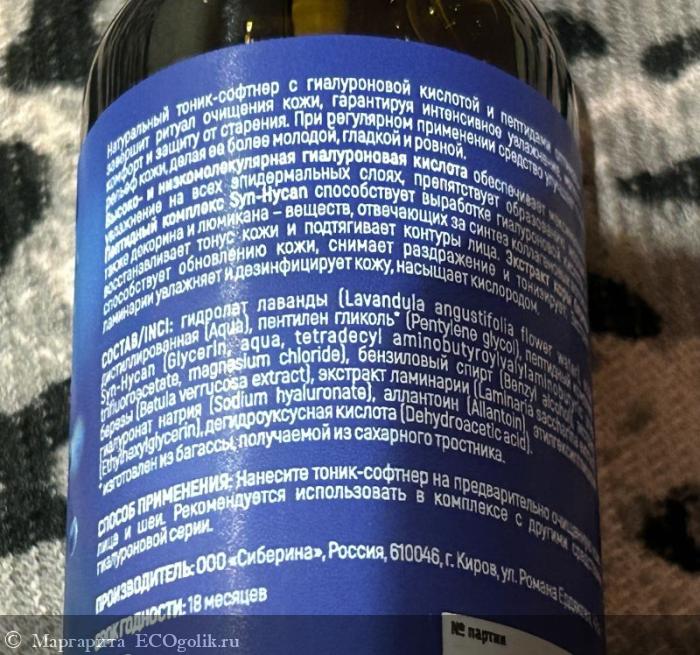 Натуральный тоник-софтнер с гиалуроновой кислотой и пептидами
завершит ритуал очищения кожи, гарантируя интенсивное
комфорт и защиту от старения. При регулярном применении средство
рельеф кожи, делая ее более молодой, гладкой и ровной.
Высоко- и низкомолекулярная гиалуроновая кислота обеспечивает
увлажнение на всех эпидермальных слоях, препятствует
Пептидный комплекс Syn-Hycan способствует выработке гиалуроновой
также декорина и люмикана – веществ, отвечающих за синтез
восстанавливает тонус кожи и подтягивает контуры лица. Экстракт
способствует обновлению кожи, снимает раздражение и тонизирует.
ламинарии увлажняет и дезинфицирует кожу, насыщает кислородом.
СОСТАВ/INCI: гидролат лаванды (Lavandula angustifolia flower
дистиллированная (Aqua), пентилен гликоль* (Pentylene glycol), пептидный
Syn-Hycan (Glycerin, aqua, tetradecyl
trifluoroacetate, magnesium chloride), бензиловый спирт (Benzyl alcohol),
березы (Betula verrucosa extract), экстракт ламинарии (Laminaria
гиалуронат натрия (Sodium hyaluronate), аллантоин (Allantoin),
(Ethylhexylglycerin), дегидроуксусная кислота (Dehydroacetic acid).
*изготовлен из багассы, получаемой из сахарного тростника.
СПОСОБ ПРИМЕНЕНИЯ: Нанесите тоник-софтнер на предварительно
лица и шеи. Рекомендуется использовать в комплексе с другими
гиалуроновой серии.
ПРОИЗВОДИТЕЛЬ: ООО «Сиберина», Россия, 610046, г. Киров, ул. Романа
СРОК ГОДНОСТИ: 18 месяцев
№ партии
© Маргарита ECOgolik.ru